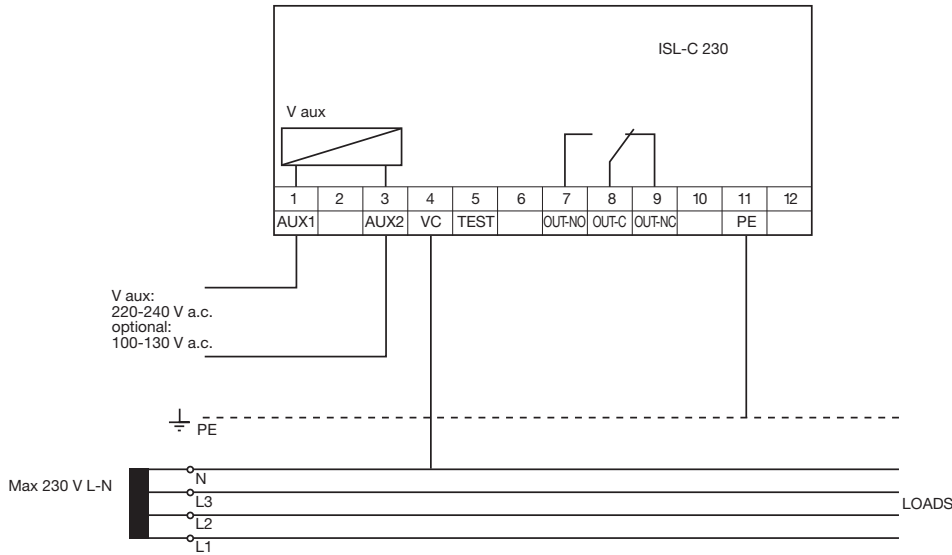 ISL-C 230
V aux
1 2 3 4 5 6 7 8 9 10 11 12
AUX1 AUX2 VC TEST OUT-NO OUT-C OUT-NC PE
V aux:
220-240 V a.c.
optional:
100-130 V a.c.
PE
Max 230 V L-N
N
L3
LOADS
L2
L1